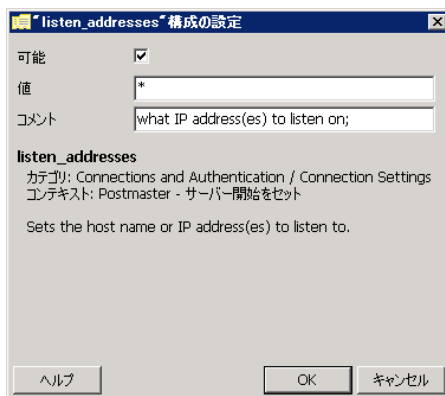 "listen_addresses"構成の設定
可能
値 *
コメント what IP address(es) to listen on;
listen_addresses
カテゴリ: Connections and Authentication / Connection Settings
コンテキスト: Postmaster - サーバー開始をセット
Sets the host name or IP address(es) to listen to.
ヘルプ OK キャンセル